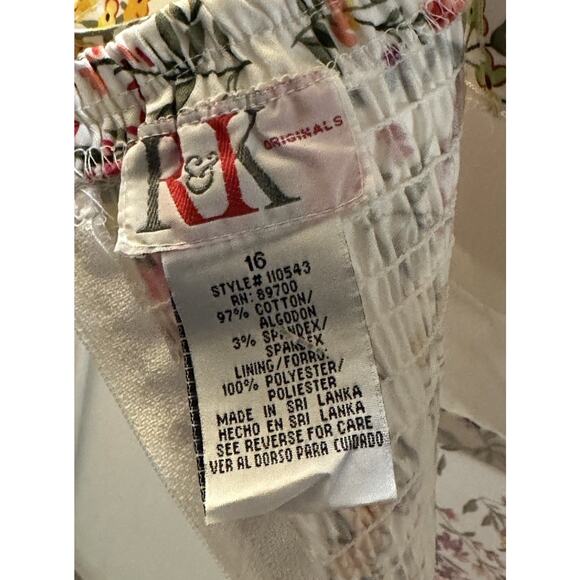 R&K ORIGINALS
16
STYLE# 110543
RN: 89700
97% COTTON/
ALGODON
3% SPANDEX/
SPANDEX
LINING/FORRO:
100% POLYESTER/
POLIESTER
MADE IN SRI LANKA
HECHO EN SRI LANKA
SEE REVERSE FOR CARE
VER AL DORSO PARA CUIDADO